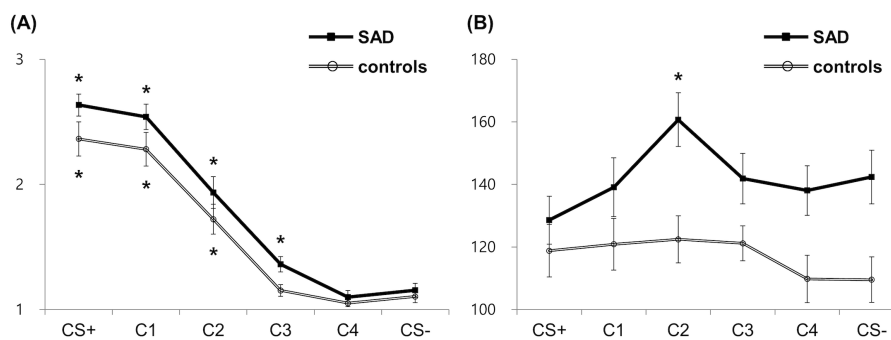 (A)
SAD
controls
3
2
1
*
*
*
*
*
*
*
CS+ C1 C2 C3 C4 CS-
(B)
SAD
controls
180
160
140
120
100
*
CS+ C1 C2 C3 C4 CS-